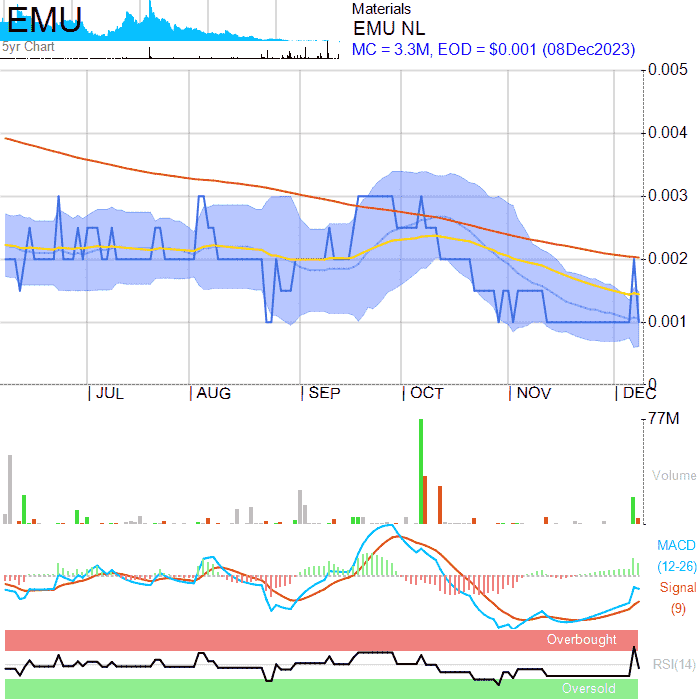 EMU
5yr Chart
Materials
EMU NL
MC = 3.3M, EOD = $0.001 (08Dec2023)
0.005
0.004
0.003
0.002
0.001
0
JUL AUG SEP OCT NOV DEC
77M
Volume
MACD
(12-26)
Signal
(9)
Overbought
RSI(14)
Oversold